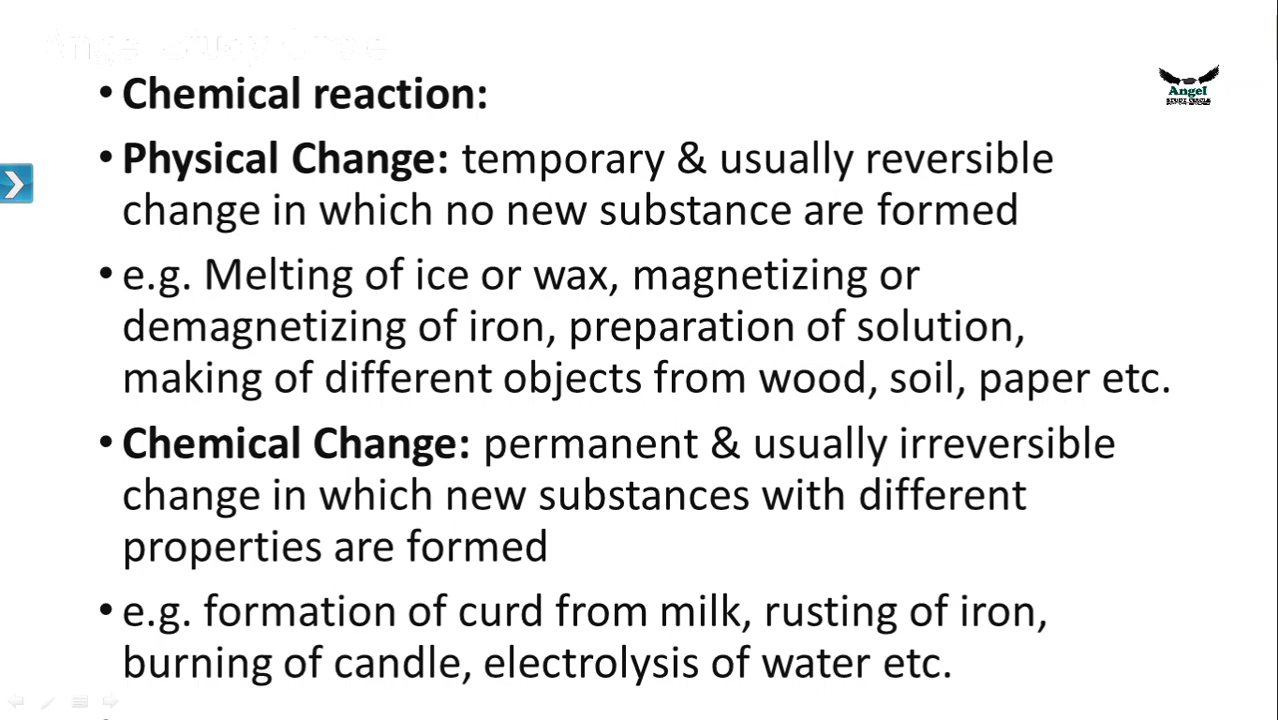 • Chemical reaction:
Angel
• Physical Change: temporary & usually reversible
change in which no new substance are formed
• e.g. Melting of ice or wax, magnetizing or
demagnetizing of iron, preparation of solution,
making of different objects from wood, soil, paper etc.
• Chemical Change: permanent & usually irreversible
change in which new substances with different
properties are formed
• e.g. formation of curd from milk, rusting of iron,
burning of candle, electrolysis of water etc.